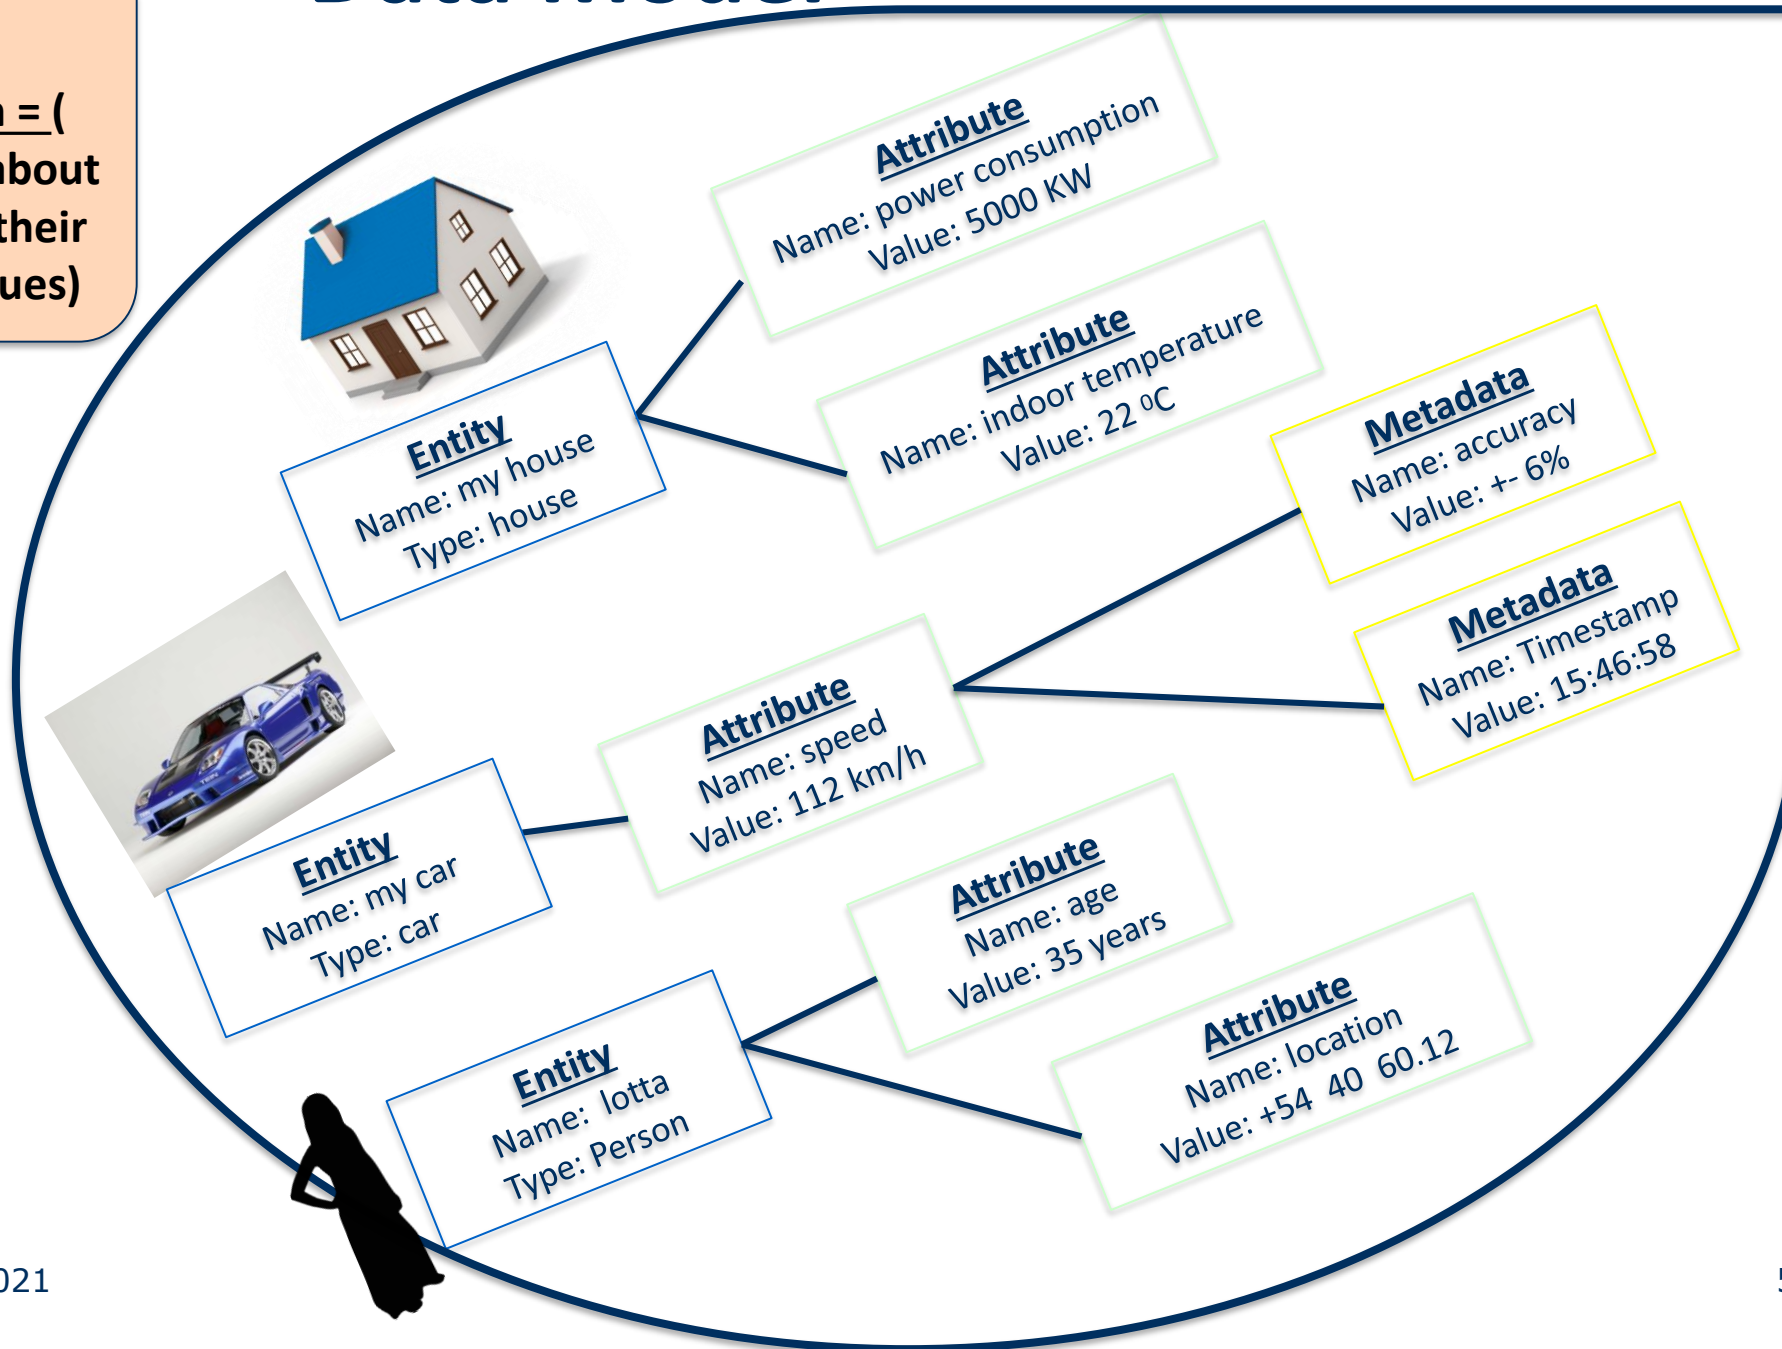 Data Model
= (
about
their
ues)
Attribute
Name: power consumption
Value: 5000 KW
Attribute
Name: indoor temperature
Value: 22 ⁰C
Entity
Name: my house
Type: house
Metadata
Name: accuracy
Value: +- 6%
Metadata
Name: Timestamp
Value: 15:46:58
Attribute
Name: speed
Value: 112 km/h
Entity
Name: my car
Type: car
Attribute
Name: age
Value: 35 years
Attribute
Name: location
Value: +54 40 60.12
Entity
Name: lotta
Type: Person
021